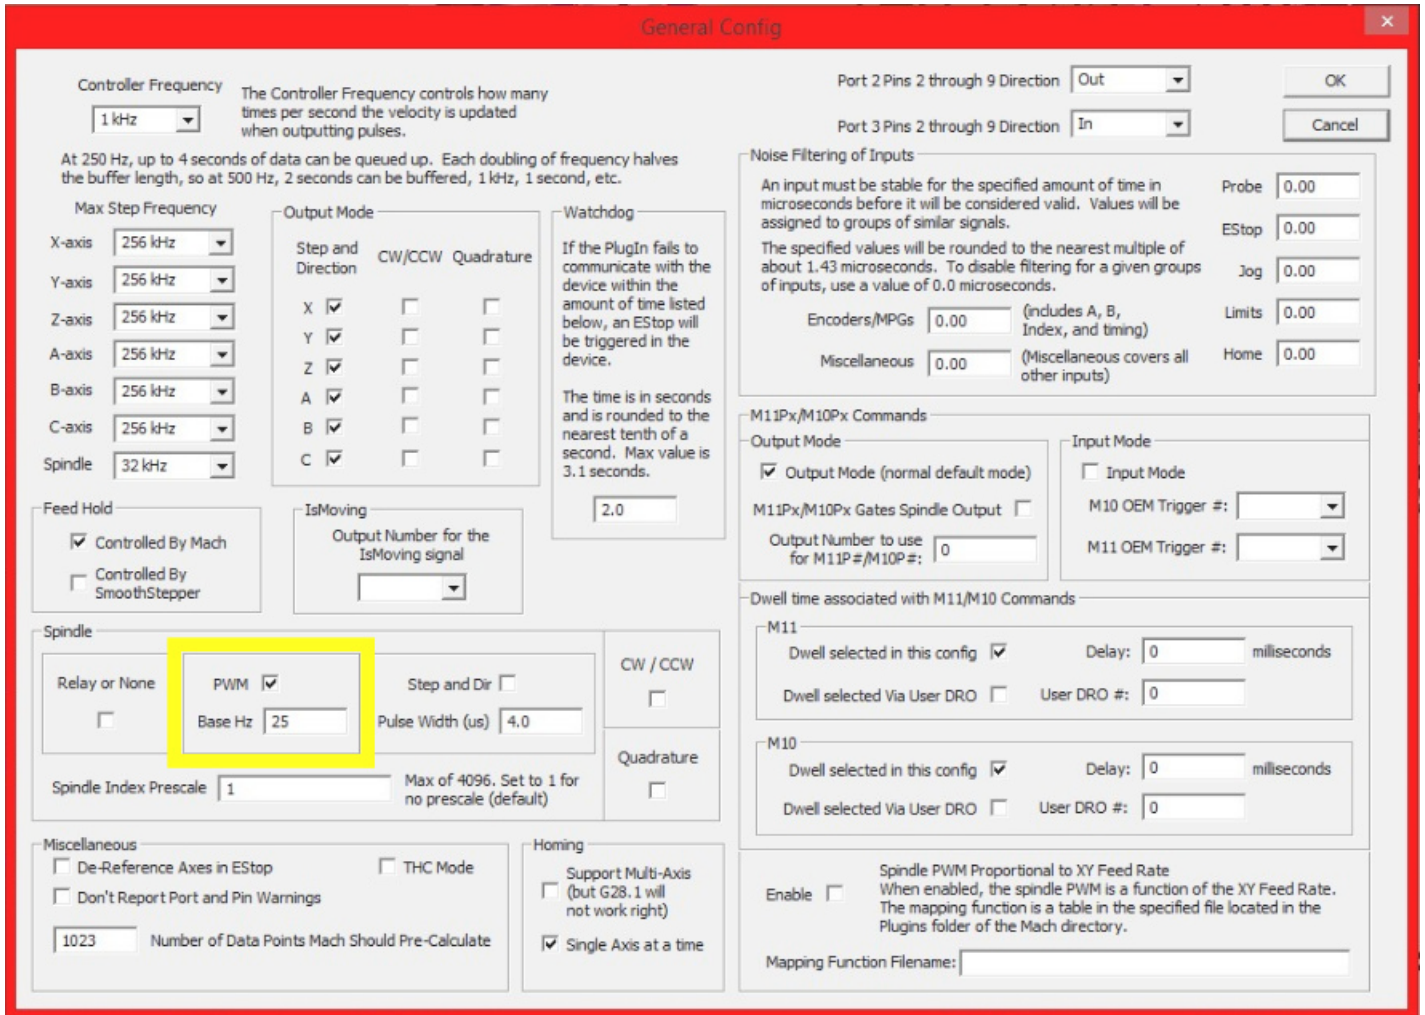 General Config
Controller Frequency
1 kHz
The Controller Frequency controls how many
times per second the velocity is updated
when outputting pulses.
At 250 Hz, up to 4 seconds of data can be queued up. Each doubling of frequency halves
the buffer length, so at 500 Hz, 2 seconds can be buffered, 1 kHz, 1 second, etc.
Port 2 Pins 2 through 9 Direction Out
Port 3 Pins 2 through 9 Direction In
OK
Cancel
Max Step Frequency
X-axis 256 kHz
Y-axis 256 kHz
Z-axis 256 kHz
A-axis 256 kHz
B-axis 256 kHz
C-axis 256 kHz
Spindle 32 kHz
Output Mode
Step and
Direction
CW/CCW Quadrature
X
Y
Z
A
B
C
Watchdog
If the PlugIn fails to
communicate with the
device within the
amount of time listed
below, an EStop will
be triggered in the
device.
The time is in seconds
and is rounded to the
nearest tenth of a
second. Max value is
3.1 seconds.
2.0
Noise Filtering of Inputs
An input must be stable for the specified amount of time in
microseconds before it will be considered valid. Values will be
assigned to groups of similar signals.
The specified values will be rounded to the nearest multiple of
about 1.43 microseconds. To disable filtering for a given groups
of inputs, use a value of 0.0 microseconds.
Encoders/MPGs 0.00
(includes A, B,
Index, and timing)
Miscellaneous 0.00
(Miscellaneous covers all
other inputs)
Probe 0.00
EStop 0.00
Jog 0.00
Limits 0.00
Home 0.00
Feed Hold
Controlled By Mach
Controlled By
SmoothStepper
IsMoving
Output Number for the
IsMoving signal
M11Px/M10Px Commands
Output Mode
Output Mode (normal default mode)
M11Px/M10Px Gates Spindle Output
Output Number to use
for M11P#/M10P#: 0
Input Mode
Input Mode
M10 OEM Trigger #:
M11 OEM Trigger #:
Spindle
Relay or None
PWM
Base Hz 25
Step and Dir
Pulse Width (us) 4.0
CW / CCW
Quadrature
Spindle Index Prescale 1
Max of 4096. Set to 1 for
no prescale (default)
Dwell time associated with M11/M10 Commands
M11
Dwell selected in this config Delay: 0 milliseconds
Dwell selected Via User DRO User DRO #: 0
M10
Dwell selected in this config Delay: 0 milliseconds
Dwell selected Via User DRO User DRO #: 0
Miscellaneous
De-Reference Axes in EStop THC Mode
Don't Report Port and Pin Warnings
1023 Number of Data Points Mach Should Pre-Calculate
Homing
Support Multi-Axis
(but G28.1 will
not work right)
Single Axis at a time
Enable
Spindle PWM Proportional to XY Feed Rate
When enabled, the spindle PWM is a function of the XY Feed Rate.
The mapping function is a table in the specified file located in the
Plugins folder of the Mach directory.
Mapping Function Filename: